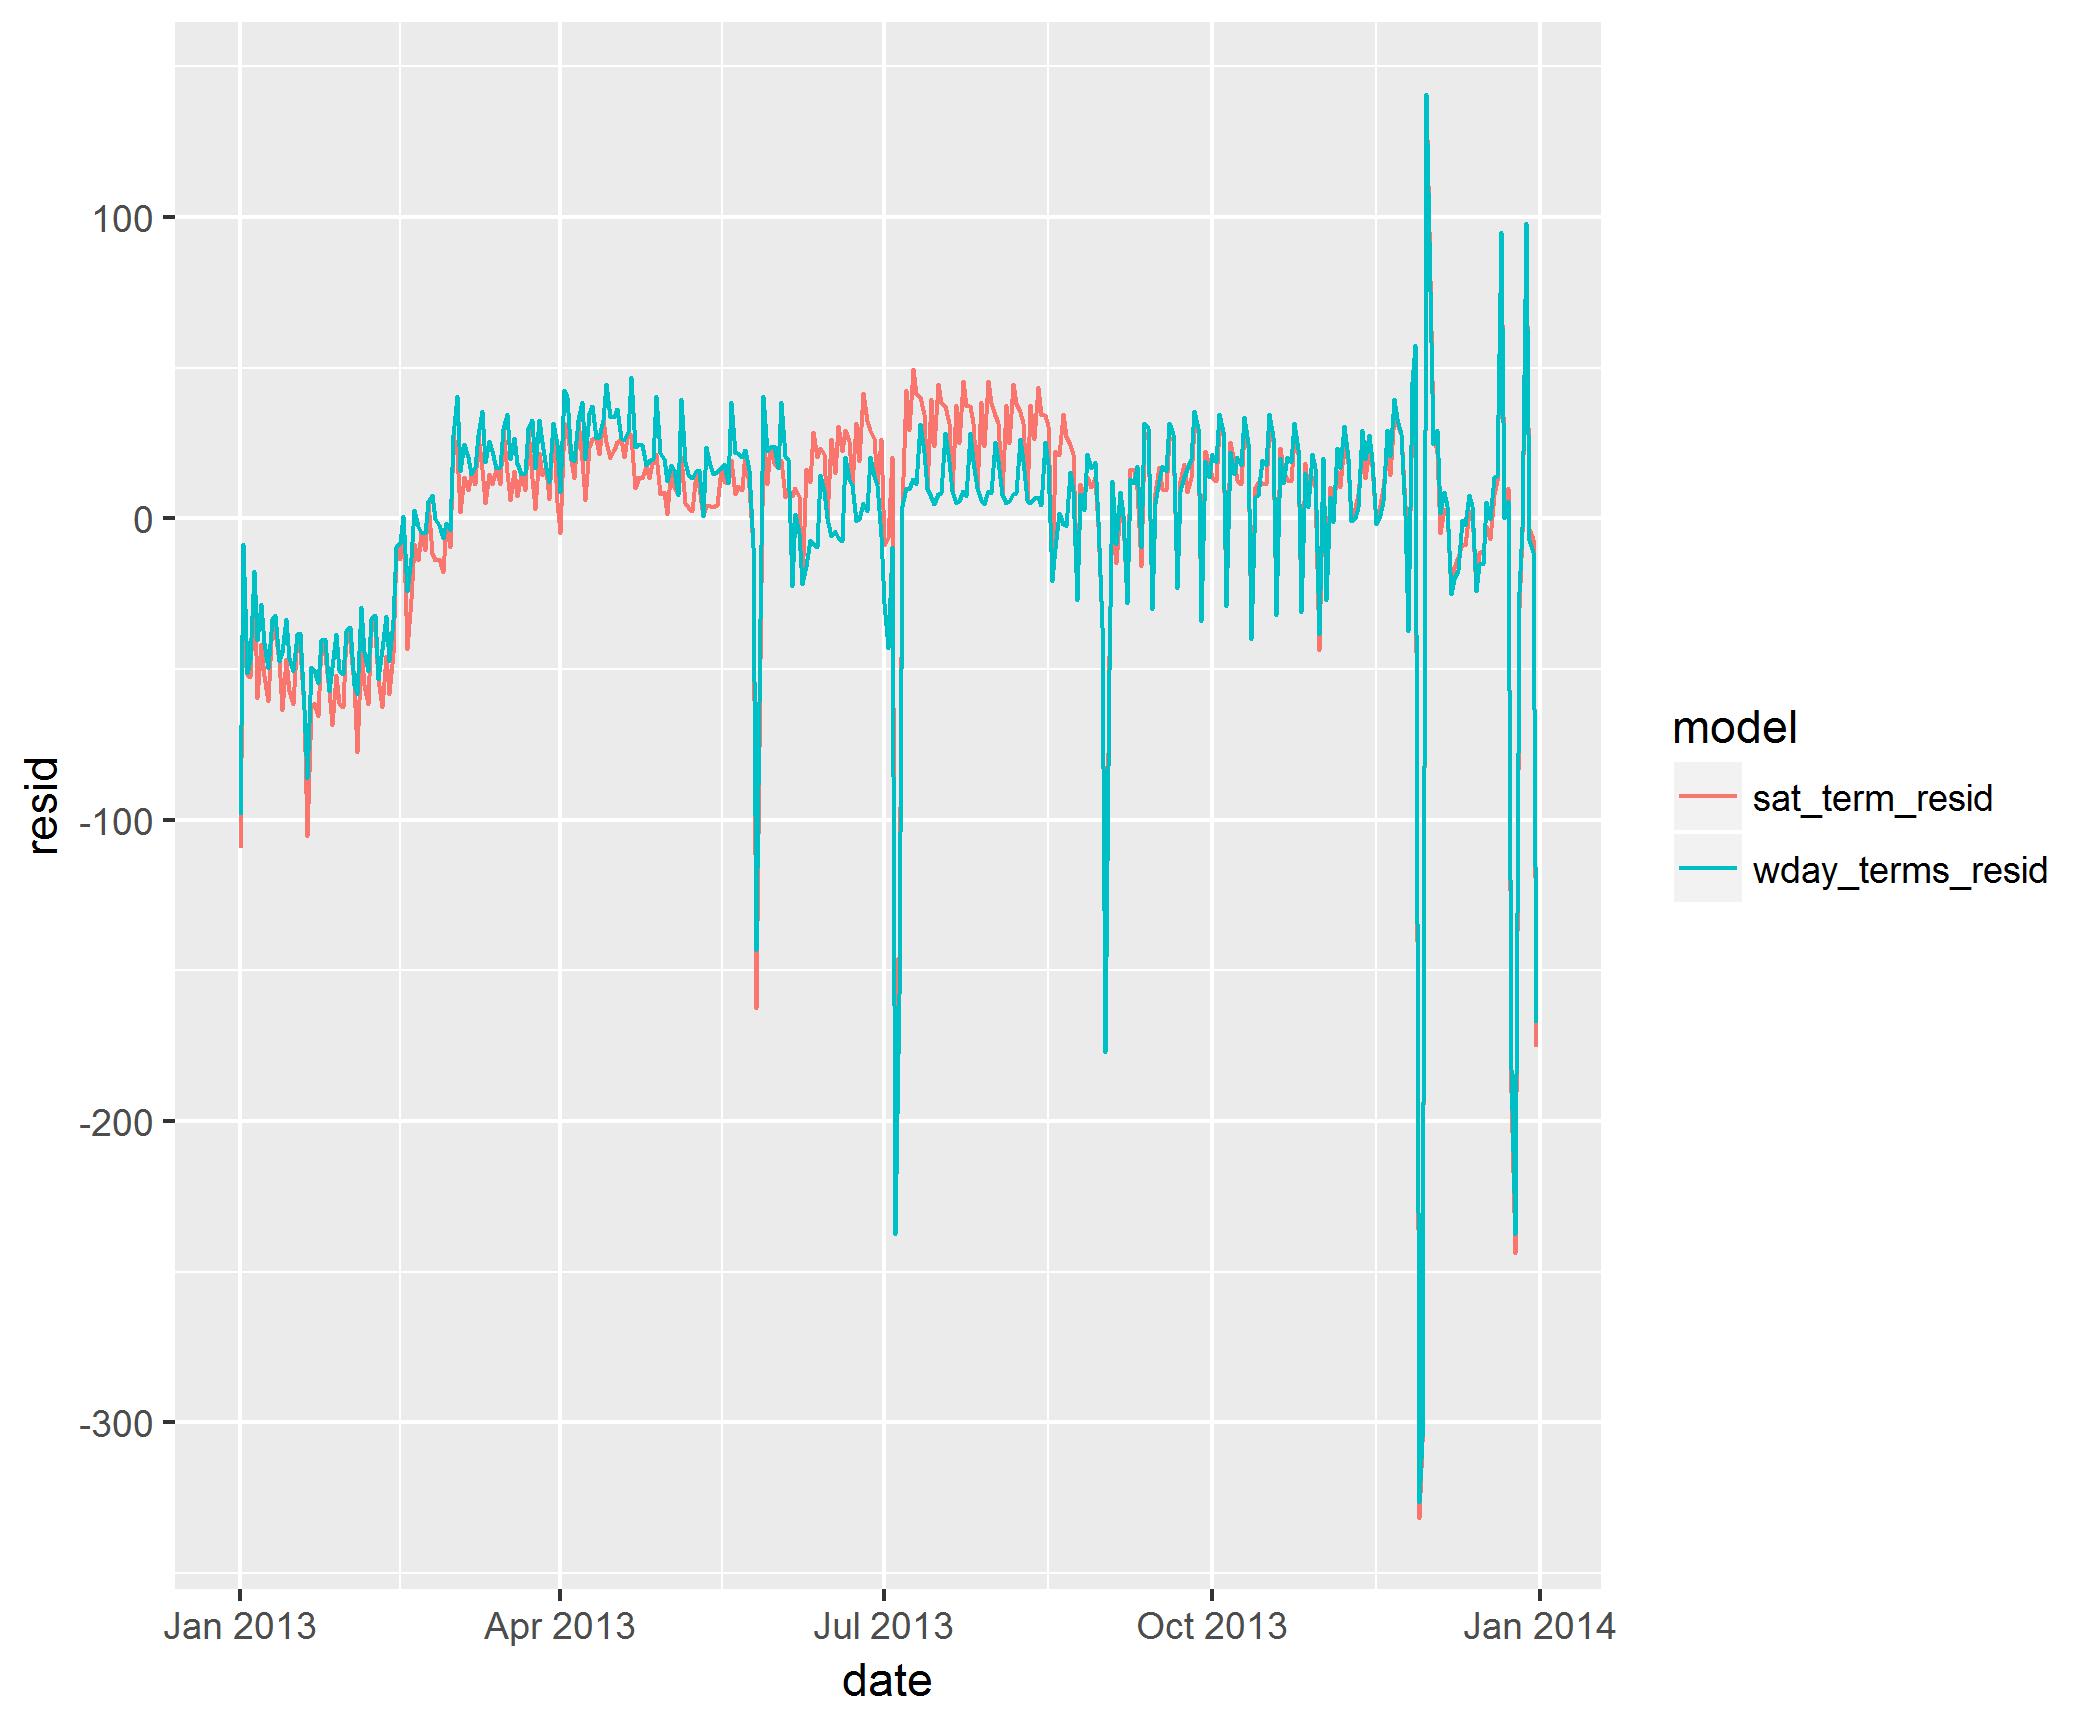 100
0
-100
-200
-300
resid
Jan 2013
Apr 2013
Jul 2013
Oct 2013
Jan 2014
date
model
sat_term_resid
wday_terms_resid